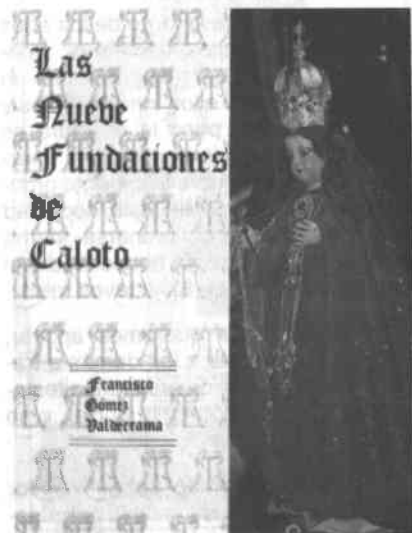 Las
Nueve
Fundaciones
de
Caloto
Francisco
Gómez
Valderrama